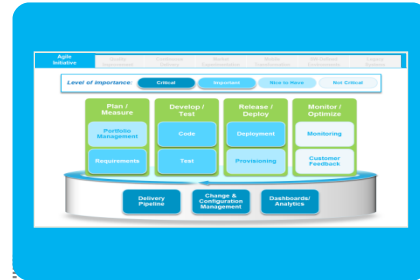 Agile
Initiative
Level of Importance:
Critical
Important
Nice-to-Have
Not Critical
Plan /
Measure
Develop /
Test
Release /
Deploy
Monitor /
Optimize
Portfolio
Management
Code
Deployment
Monitoring
Requirements
Test
Provisioning
Customer
Feedback
Delivery
Pipeline
Change &
Configuration
Management
Dashboards/
Analytics